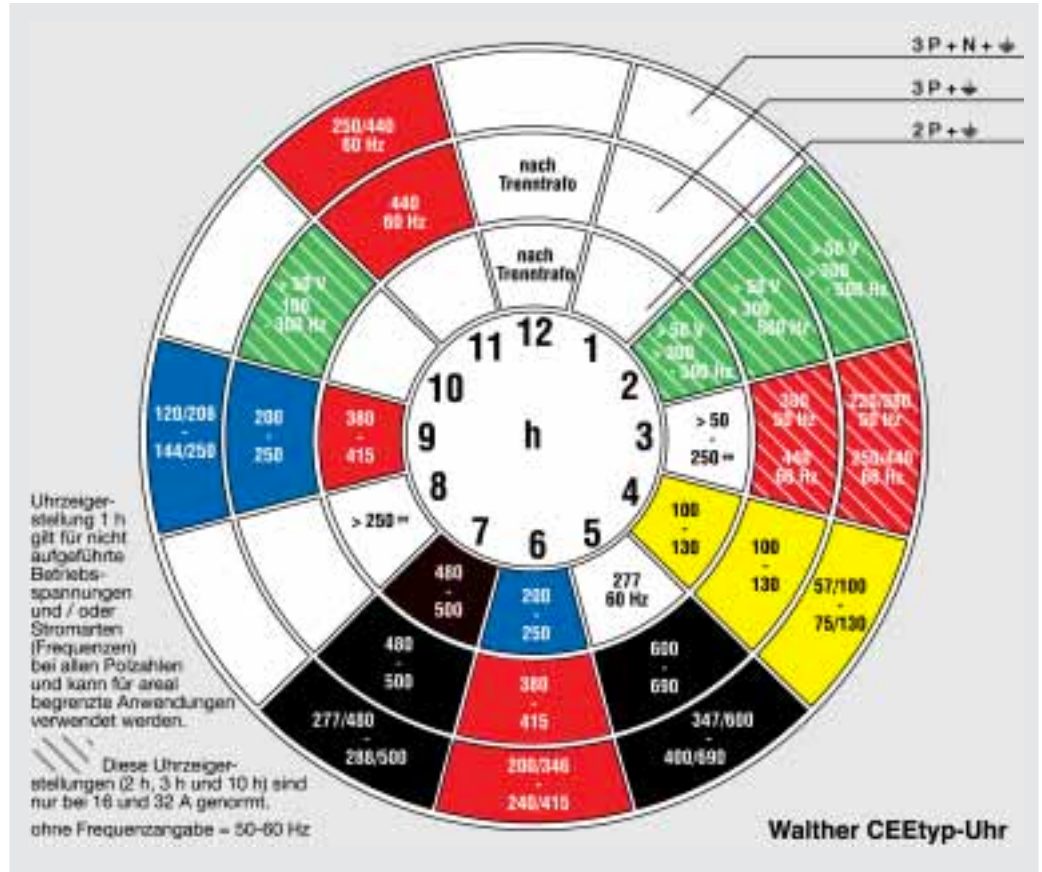 3 P + N + ⏚
3 P + ⏚
2 P + ⏚
250/440
60 Hz
440
60 Hz
nach
Trenntrafo
nach
Trenntrafo
> 50 V
> 300
- 500 Hz
> 50 V
> 300
- 500 Hz
> 50 V
> 300
- 500 Hz
> 50 V
100
- 300 Hz
12
1
2
3
4
5
6
7
8
9
10
11
h
120/208
-
144/250
200
-
250
380
-
415
> 50
-
250 ⎓
380
50 Hz
440
60 Hz
220/380
50 Hz
250/440
60 Hz
> 250 ⎓
480
-
500
200
-
250
277
60 Hz
100
-
130
100
-
130
57/100
-
75/130
480
-
500
380
-
415
600
-
690
277/480
-
288/500
200/346
-
240/415
347/600
-
400/690
Uhrzeiger-
stellung 1 h
gilt für nicht
aufgeführte
Betriebs-
spannungen
und / oder
Stromarten
(Frequenzen)
bei allen Polzahlen
und kann für areal
begrenzte Anwendungen
verwendet werden.
Diese Uhrzeiger-
stellungen (2 h, 3 h und 10 h) sind
nur bei 16 und 32 A genormt.
ohne Frequenzangabe = 50-60 Hz
Walther CEEtyp-Uhr